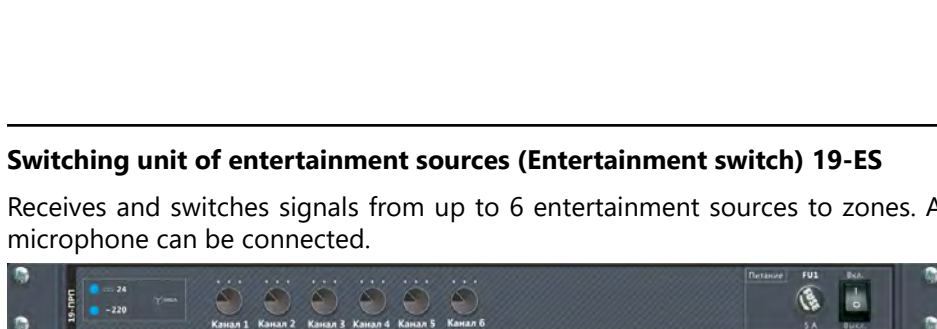 Switching unit of entertainment sources (Entertainment switch) 19-ES
Receives and switches signals from up to 6 entertainment sources to zones. A
microphone can be connected.
19-ПРП
24
~220
Канал 1 Канал 2 Канал 3 Канал 4 Канал 5 Канал 6
Питание FU1 Вкл.
FUSE
5 А Выкл.